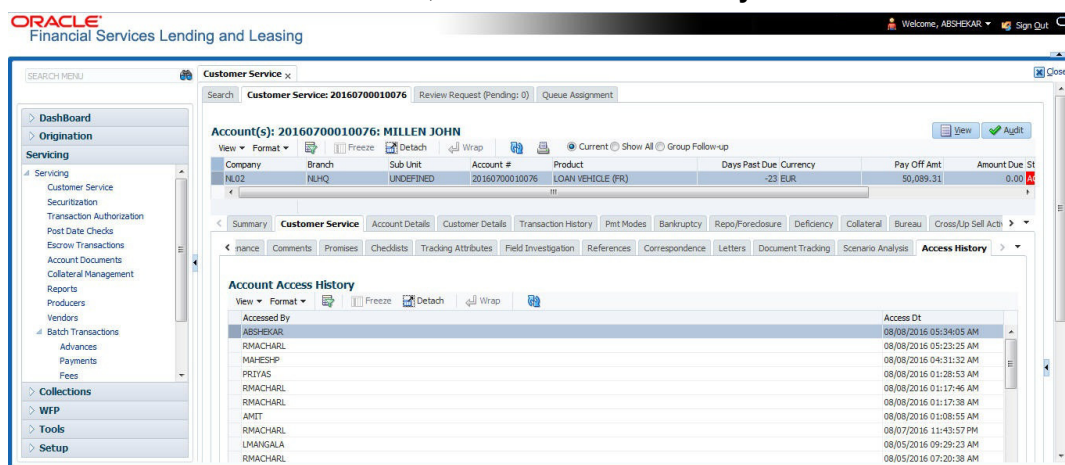 ORACLE
Financial Services Lending and Leasing
Welcome, ABSHEKAR Sign Out
SEARCH MENU
Customer Service x Close
Search Customer Service: 20160700010076 Review Request (Pending: 0) Queue Assignment
DashBoard
Origination
Servicing
Servicing
Customer Service
Securitization
Transaction Authorization
Post Date Checks
Escrow Transactions
Account Documents
Collateral Management
Reports
Producers
Vendors
Batch Transactions
Advances
Payments
Fees
Collections
WFP
Tools
Setup
Account(s): 20160700010076: MILLEN JOHN View Audit
View Format Freeze Detach Wrap Current Show All Group Follow-up
Company Branch Sub Unit Account # Product Days Past Due Currency Pay Off Amt Amount Due St
NL02 NLHQ UNDEFINED 20160700010076 LOAN VEHICLE (FR) -23 EUR 50,089.31 0.00
Summary Customer Service Account Details Customer Details Transaction History Pmt Modes Bankruptcy Repo/Foreclosure Deficiency Collateral Bureau Cross/Up Sell Activ
nance Comments Promises Checklists Tracking Attributes Field Investigation References Correspondence Letters Document Tracking Scenario Analysis Access History
Account Access History
View Format Freeze Detach Wrap
Accessed By Access Dt
ABSHEKAR 08/08/2016 05:34:05 AM
RMACHARL 08/08/2016 05:23:25 AM
MAHESHP 08/08/2016 04:31:32 AM
PRIYAS 08/08/2016 01:28:53 AM
RMACHARL 08/08/2016 01:17:46 AM
RMACHARL 08/08/2016 01:17:38 AM
AMIT 08/08/2016 01:08:55 AM
RMACHARL 08/07/2016 11:43:57 PM
LMANGALA 08/05/2016 09:29:23 AM
RMACHARL 08/05/2016 07:20:38 AM